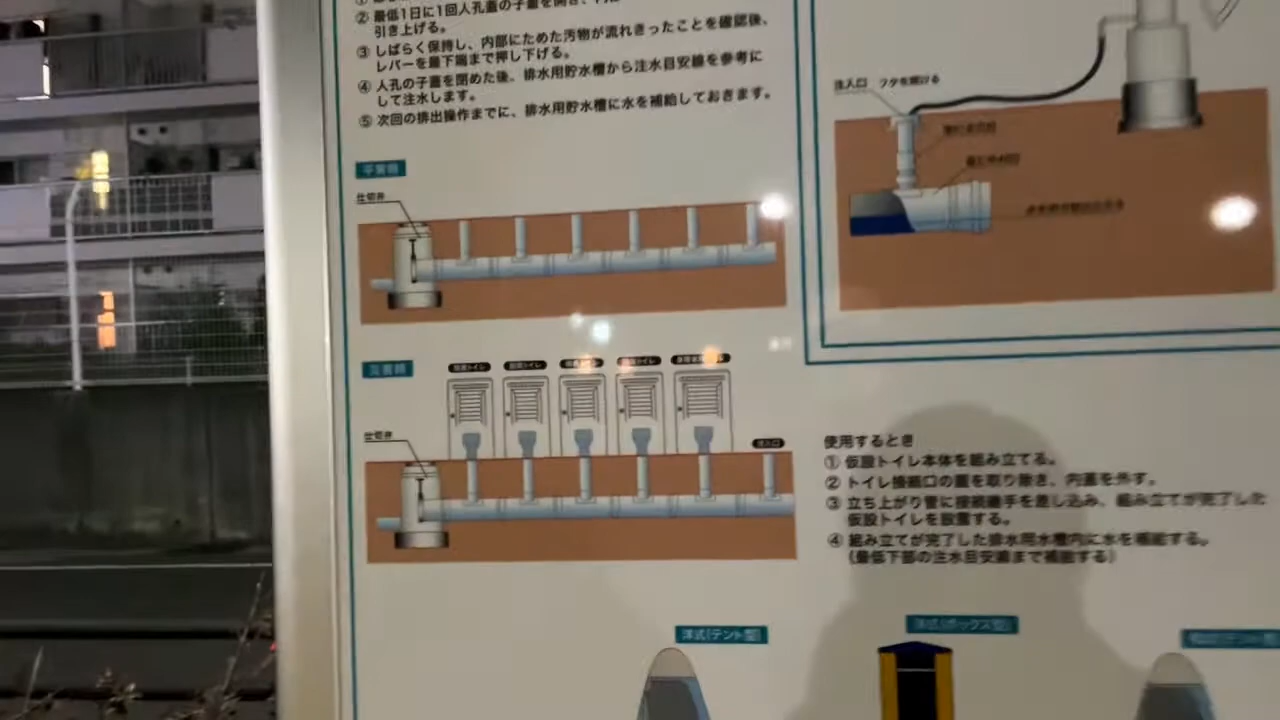 ② 最低1日に1回人孔蓋の子蓋を開き、
引き上げる。
③ しばらく保持し、内部にためた汚物が流れきったことを確認後、
レバーを最下端まで押し下げる。
④ 人孔の子蓋を閉めた後、排水用貯水槽から注水目安線を参考に
して注水します。
⑤ 次回の排出操作までに、排水用貯水槽に水を補給しておきます。
平常時
仕切弁
注入口 フタを開ける
災害時
仕切弁
注入口
使用するとき
① 仮設トイレ本体を組み立てる。
② トイレ接続口の蓋を取り除き、内蓋を外す。
③ 立ち上がり管に接続継手を差し込み、組み立てが完了した
仮設トイレを設置する。
④ 組み立てが完了した排水用水槽内に水を補給する。
(最低下部の注水目安線まで補給する)
洋式(テント型)
洋式(ボックス型)